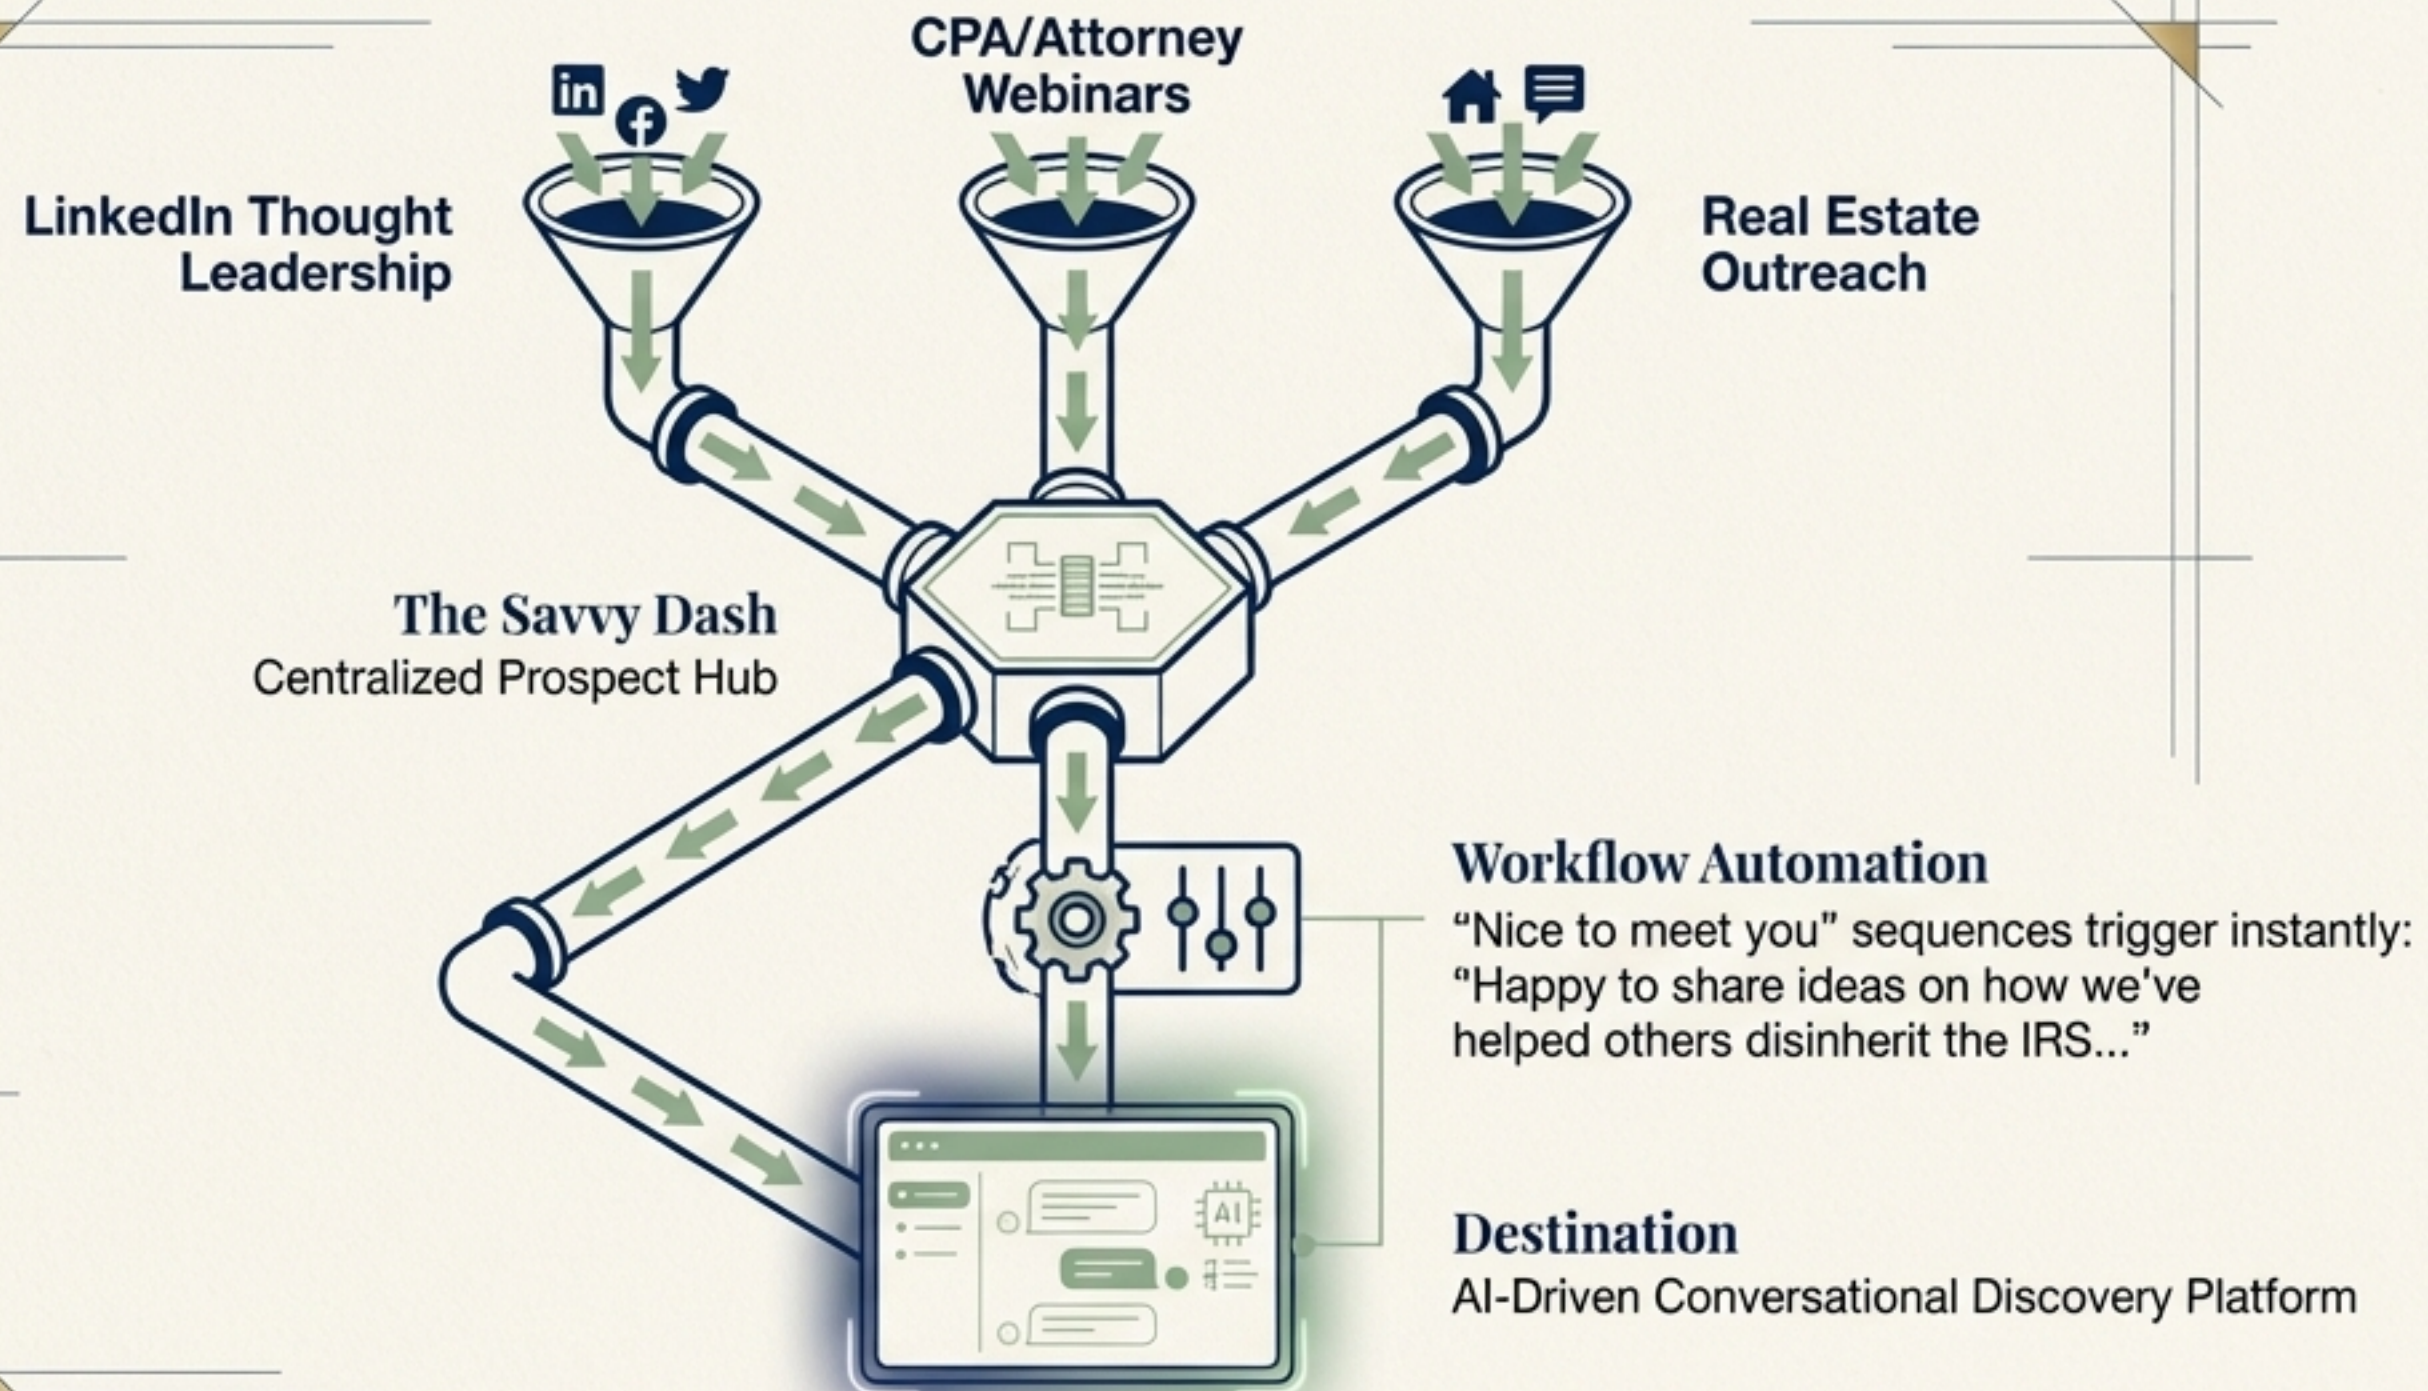 CPA/Attorney
Webinars
in
f
LinkedIn Thought
Leadership
Real Estate
Outreach
The Savvy Dash
Centralized Prospect Hub
Workflow Automation
“Nice to meet you” sequences trigger instantly:
“Happy to share ideas on how we've
helped others disinherit the IRS...”
AI
Destination
AI-Driven Conversational Discovery Platform